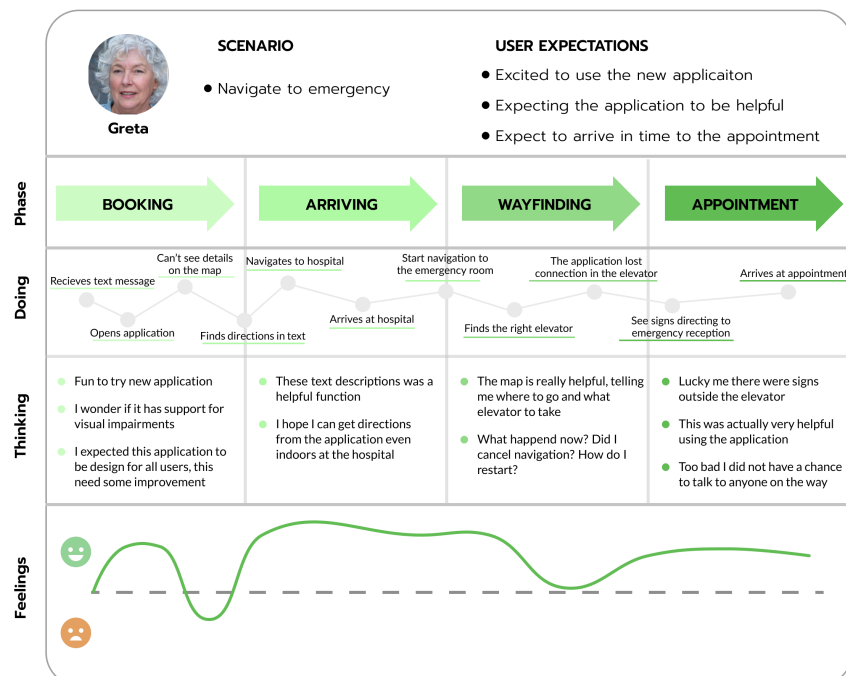 SCENARIO
Navigate to emergency
Greta
USER EXPECTATIONS
Excited to use the new applicaiton
Expecting the application to be helpful
Expect to arrive in time to the appointment
Phase
BOOKING
ARRIVING
WAYFINDING
APPOINTMENT
Doing
Recieves text message
Opens application
Can't see details
on the map
Finds directions in text
Navigates to hospital
Arrives at hospital
Start navigation to
the emergency room
Finds the right elevator
The application lost
connection in the elevator
See signs directing to
emergency reception
Arrives at appointment
Thinking
Fun to try new application
I wonder if it has support for
visual impairments
I expected this application to
be design for all users, this
need some improvement
These text descriptions was a
helpful function
I hope I can get directions
from the application even
indoors at the hospital
The map is really helpful, telling
me where to go and what
elevator to take
What happend now? Did I
cancel navigation? How do I
restart?
Lucky me there were signs
outside the elevator
This was actually very helpful
using the application
Too bad I did not have a chance
to talk to anyone on the way
Feelings